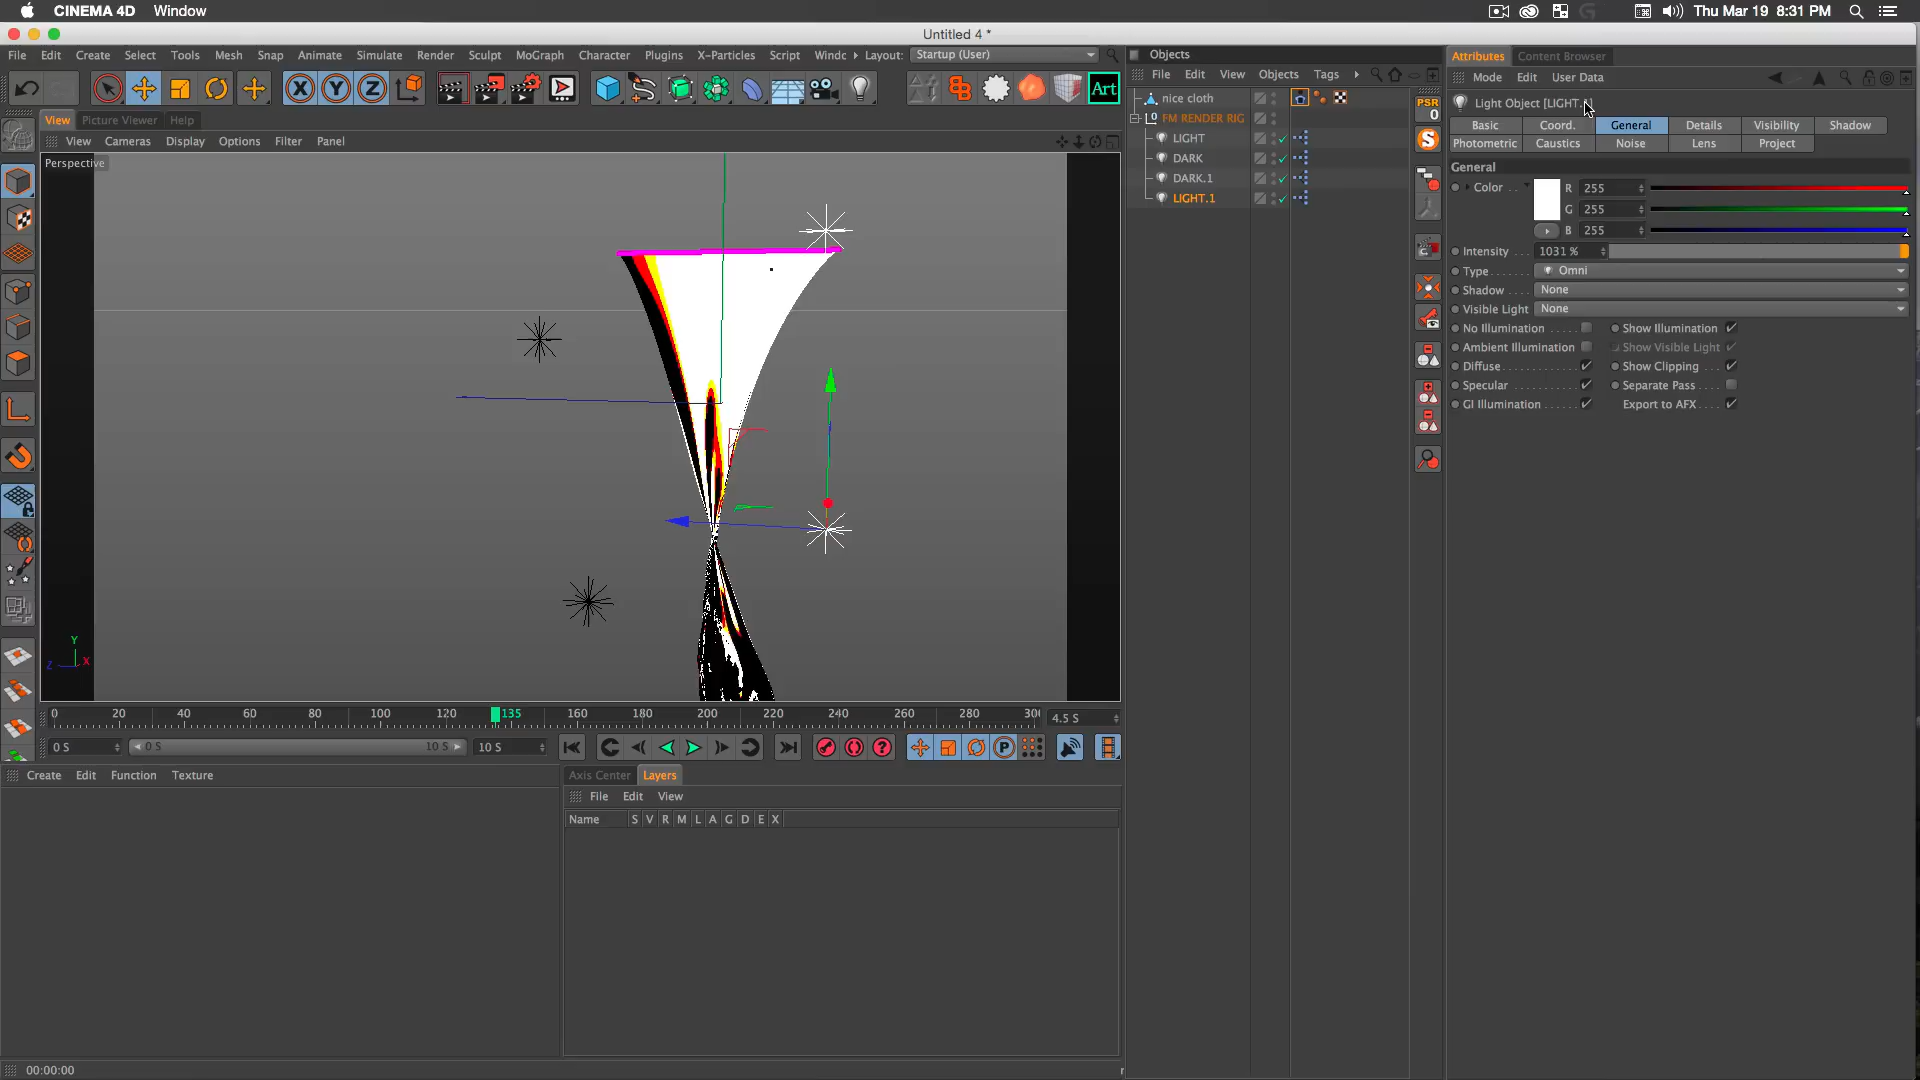 CINEMA 4D Window
Thu Mar 19 8:31 PM
Untitled 4 *
File Edit Create Select Tools Mesh Snap Animate Simulate Render Sculpt MoGraph Character Plugins X-Particles Script Windc Layout: Startup (User)
X Y Z
Art
View Picture Viewer Help
View Cameras Display Options Filter Panel
Perspective
Y
Z X
0 20 40 60 80 100 120 135 160 180 200 220 240 260 280 30
4.5 S
0 S
0 S 10 S
10 S
P
Create Edit Function Texture
Axis Center Layers
File Edit View
Name S V R M L A G D E X
00:00:00
Objects
File Edit View Objects Tags
nice cloth
FM RENDER RIG
LIGHT
DARK
DARK.1
LIGHT.1
PSR
0
S
Attributes Content Browser
Mode Edit User Data
Light Object [LIGHT.
Basic Coord. General Details Visibility Shadow
Photometric Caustics Noise Lens Project
General
Color R 255
G 255
B 255
Intensity 1031 %
Type Omni
Shadow None
Visible Light None
No Illumination Show Illumination
Ambient Illumination Show Visible Light
Diffuse Show Clipping
Specular Separate Pass
GI Illumination Export to AFX